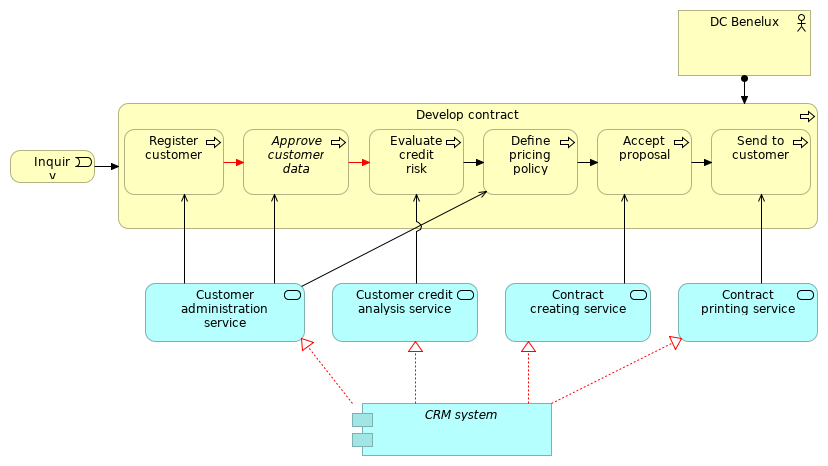 DC Benelux
Develop contract
Register
customer
Approve
customer
data
Evaluate
credit
risk
Define
pricing
policy
Accept
proposal
Send to
customer
Inquir
y
Customer
administration
service
Customer credit
analysis service
Contract
creating service
Contract
printing service
CRM system